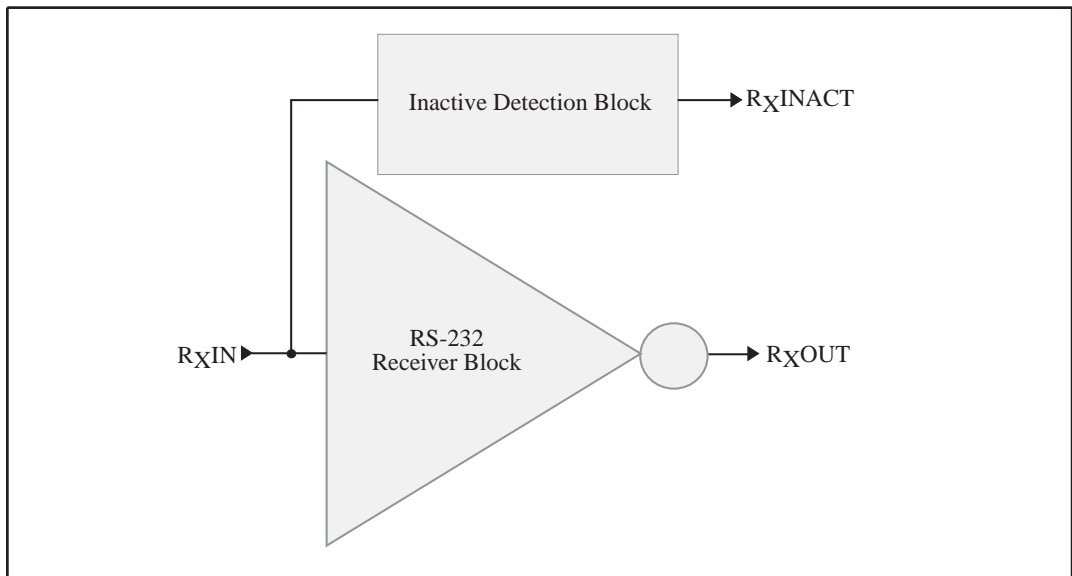 Inactive Detection Block
RXINACT
RS-232
Receiver Block
RXIN
RXOUT